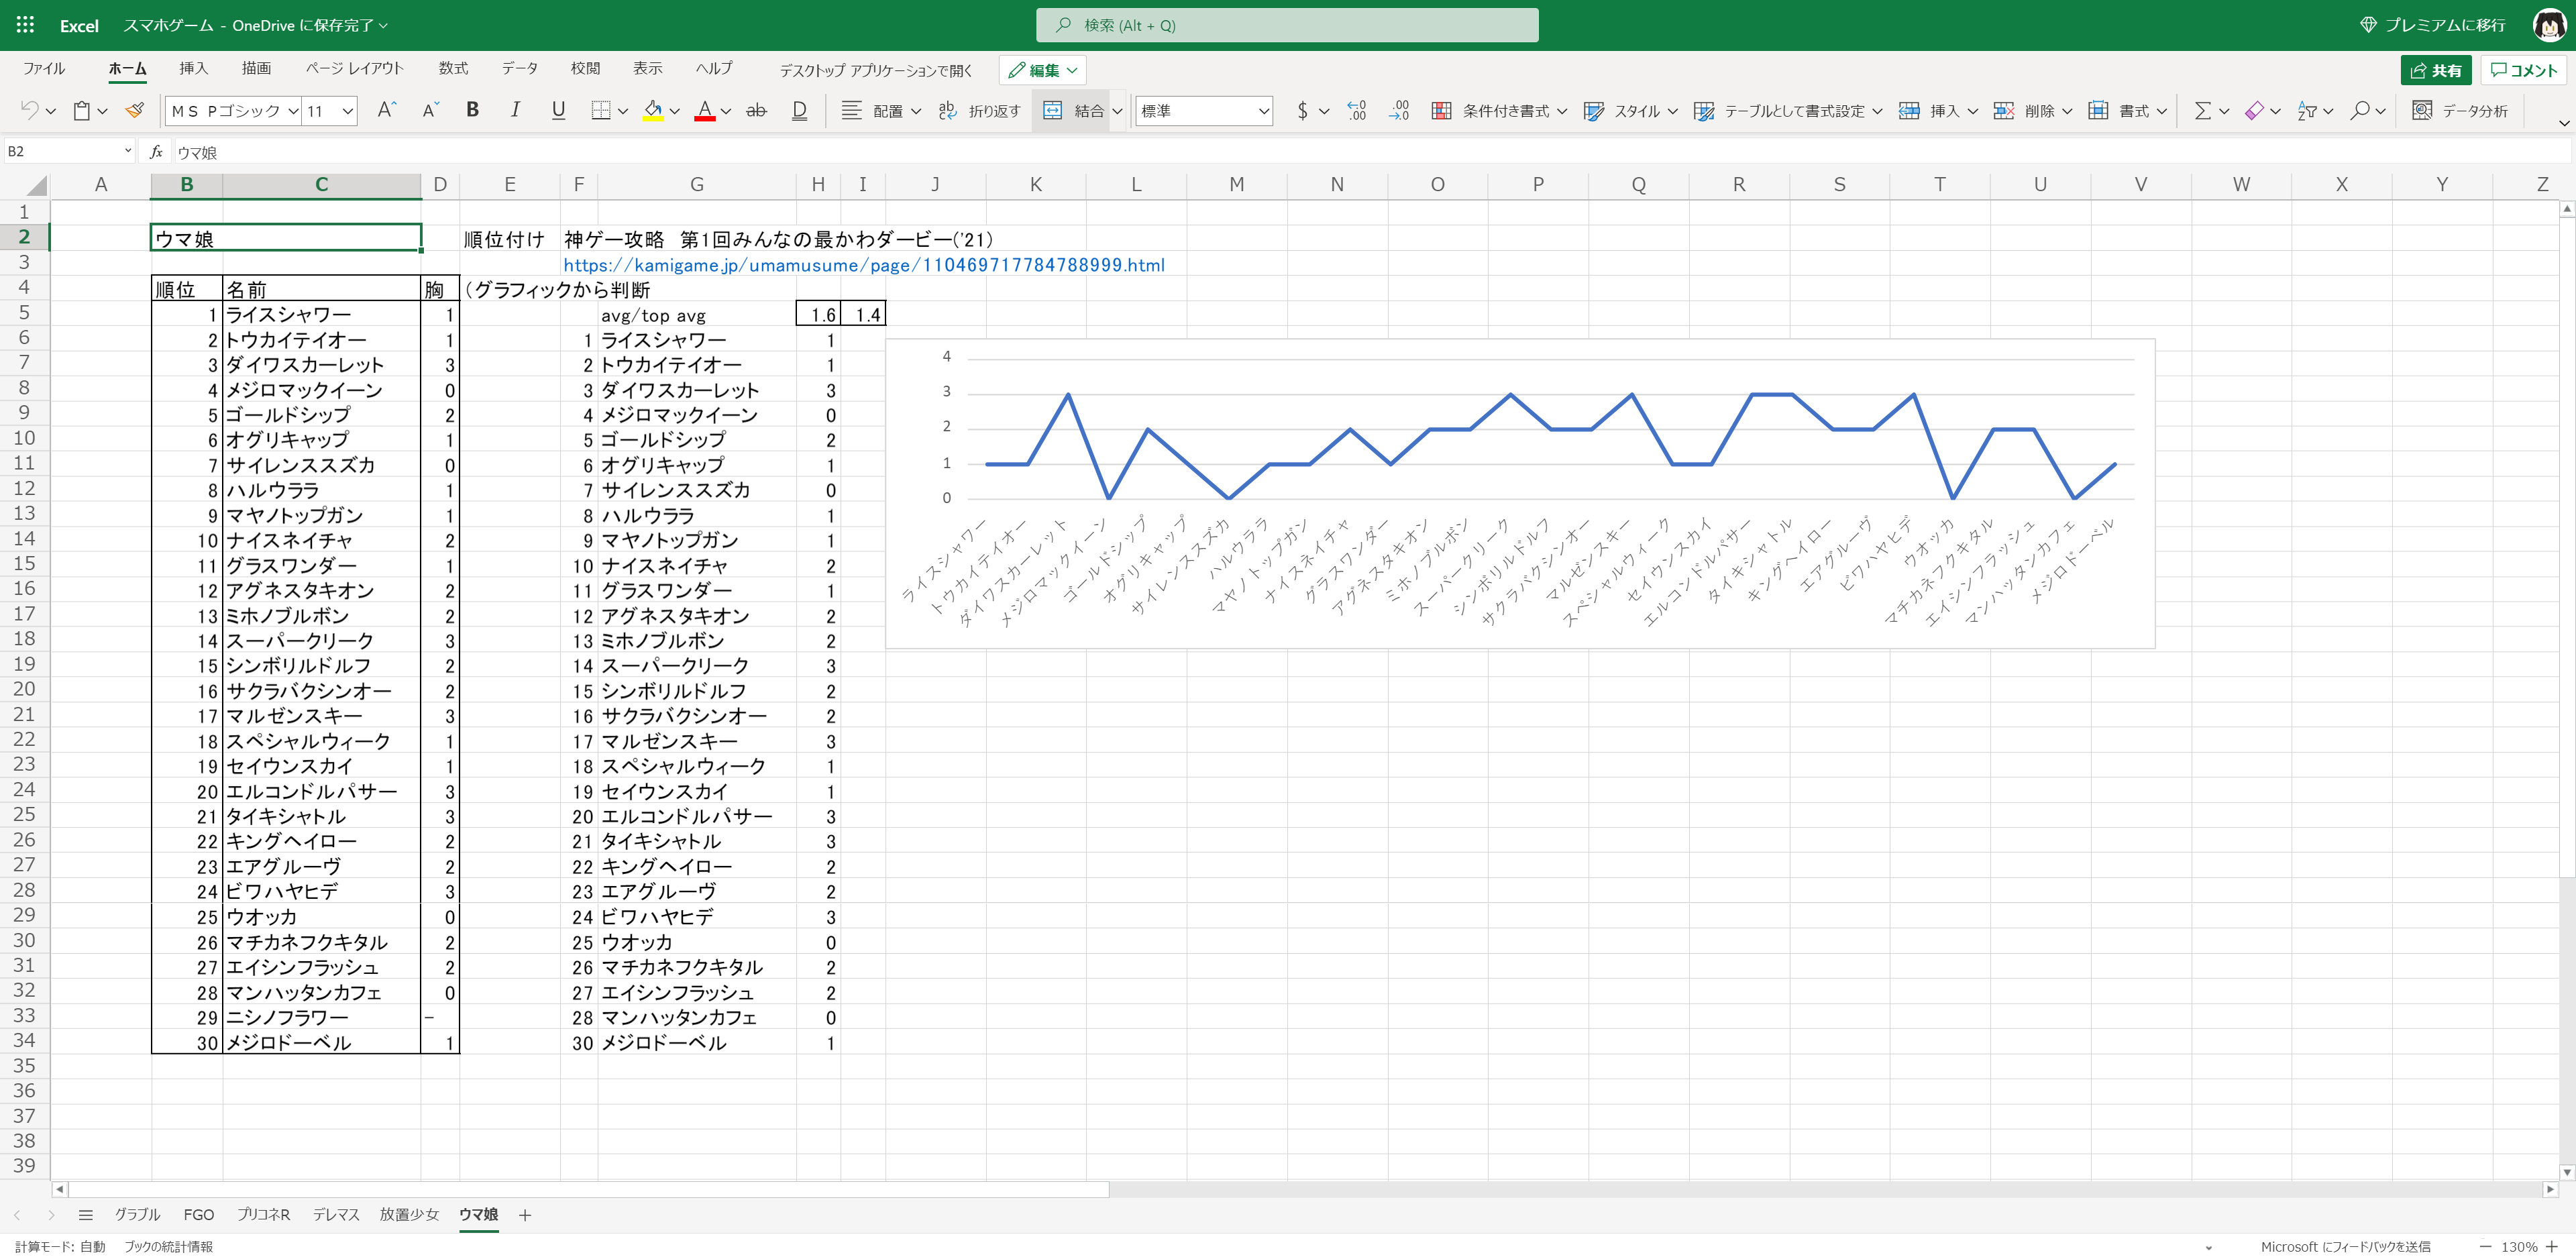 Excel スマホゲーム - OneDrive に保存完了 検索 (Alt + Q) プレミアムに移行
ファイル ホーム 挿入 描画 ページ レイアウト 数式 データ 校閲 表示 ヘルプ デスクトップ アプリケーションで開く 編集 共有 コメント
ＭＳ Ｐゴシック 11 A A B I U A ab D 配置 ab 折り返す 結合 標準 $ .0 .00 .00 .0 条件付き書式 スタイル テーブルとして書式設定 挿入 削除 書式 Σ データ分析
B2 fx ウマ娘
A B C D E F G H I J K L M N O P Q R S T U V W X Y Z
1
2 ウマ娘 順位付け 神ゲー攻略 第1回みんなの最かわダービー('21)
3 https://kamigame.jp/umamusume/page/110469717784788999.html
4 順位 名前 胸 (グラフィックから判断
5 1 ライスシャワー 1 avg/top avg 1.6 1.4
6 2 トウカイテイオー 1 1 ライスシャワー 1
7 3 ダイワスカーレット 3 2 トウカイテイオー 1
8 4 メジロマックイーン 0 3 ダイワスカーレット 3
9 5 ゴールドシップ 2 4 メジロマックイーン 0
10 6 オグリキャップ 1 5 ゴールドシップ 2
11 7 サイレンススズカ 0 6 オグリキャップ 1
12 8 ハルウララ 1 7 サイレンススズカ 0
13 9 マヤノトップガン 1 8 ハルウララ 1
14 10 ナイスネイチャ 2 9 マヤノトップガン 1
15 11 グラスワンダー 1 10 ナイスネイチャ 2
16 12 アグネスタキオン 2 11 グラスワンダー 1
17 13 ミホノブルボン 2 12 アグネスタキオン 2
18 14 スーパークリーク 3 13 ミホノブルボン 2
19 15 シンボリルドルフ 2 14 スーパークリーク 3
20 16 サクラバクシンオー 2 15 シンボリルドルフ 2
21 17 マルゼンスキー 3 16 サクラバクシンオー 2
22 18 スペシャルウィーク 1 17 マルゼンスキー 3
23 19 セイウンスカイ 1 18 スペシャルウィーク 1
24 20 エルコンドルパサー 3 19 セイウンスカイ 1
25 21 タイキシャトル 3 20 エルコンドルパサー 3
26 22 キングヘイロー 2 21 タイキシャトル 3
27 23 エアグルーヴ 2 22 キングヘイロー 2
28 24 ビワハヤヒデ 3 23 エアグルーヴ 2
29 25 ウオッカ 0 24 ビワハヤヒデ 3
30 26 マチカネフクキタル 2 25 ウオッカ 0
31 27 エイシンフラッシュ 2 26 マチカネフクキタル 2
32 28 マンハッタンカフェ 0 27 エイシンフラッシュ 2
33 29 ニシノフラワー - 28 マンハッタンカフェ 0
34 30 メジロドーベル 1 30 メジロドーベル 1
35
36
37
38
39
4
3
2
1
0
ライスシャワー
トウカイテイオー
ダイワスカーレット
メジロマックイーン
ゴールドシップ
オグリキャップ
サイレンススズカ
ハルウララ
マヤノトップガン
ナイスネイチャ
グラスワンダー
アグネスタキオン
ミホノブルボン
スーパークリーク
シンボリルドルフ
サクラバクシンオー
マルゼンスキー
スペシャルウィーク
セイウンスカイ
エルコンドルパサー
タイキシャトル
キングヘイロー
エアグルーヴ
ビワハヤヒデ
ウオッカ
マチカネフクキタル
エイシンフラッシュ
マンハッタンカフェ
メジロドーベル
グラブル FGO プリコネR デレマス 放置少女 ウマ娘
計算モード: 自動 ブックの統計情報 Microsoft にフィードバックを送信 130%